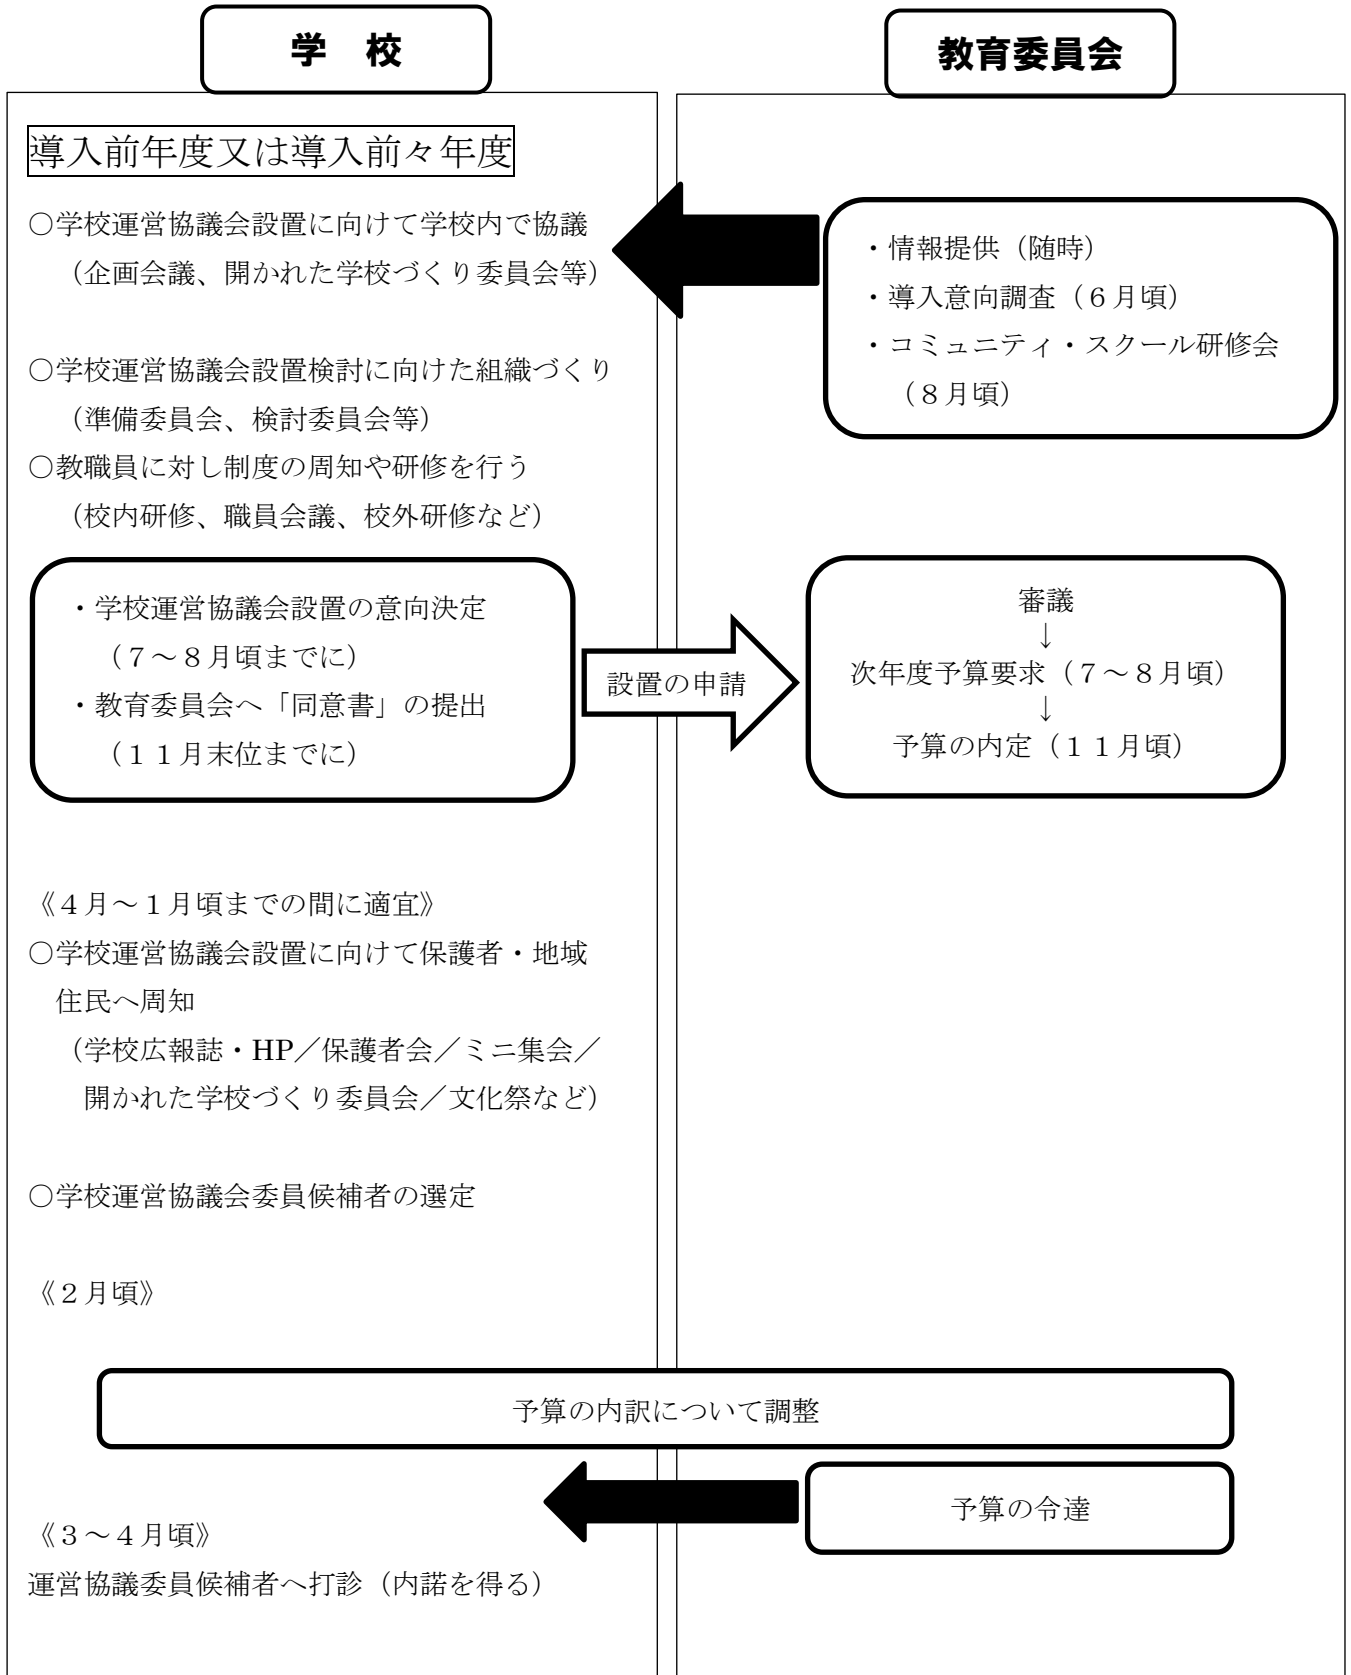 学　校
教育委員会
導入前年度又は導入前々年度
○学校運営協議会設置に向けて学校内で協議
（企画会議、開かれた学校づくり委員会等）
・情報提供（随時）
・導入意向調査（６月頃）
・コミュニティ・スクール研修会
（８月頃）
○学校運営協議会設置検討に向けた組織づくり
（準備委員会、検討委員会等）
○教職員に対し制度の周知や研修を行う
（校内研修、職員会議、校外研修など）
・学校運営協議会設置の意向決定
（７～８月頃までに）
・教育委員会へ「同意書」の提出
（１１月末位までに）
設置の申請
審議
↓
次年度予算要求（７～８月頃）
↓
予算の内定（１１月頃）
《４月～１月頃までの間に適宜》
○学校運営協議会設置に向けて保護者・地域
住民へ周知
（学校広報誌・HP／保護者会／ミニ集会／
開かれた学校づくり委員会／文化祭など）
○学校運営協議会委員候補者の選定
《２月頃》
予算の内訳について調整
予算の令達
《３～４月頃》
運営協議委員候補者へ打診（内諾を得る）